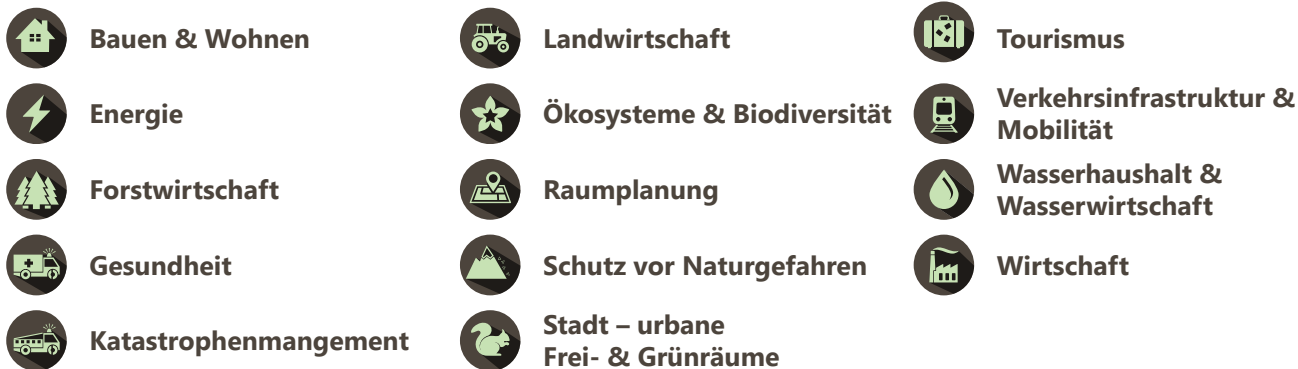 Bauen & Wohnen
Energie
Forstwirtschaft
Gesundheit
Katastrophenmangement
Landwirtschaft
Ökosysteme & Biodiversität
Raumplanung
Schutz vor Naturgefahren
Stadt – urbane
Frei- & Grünräume
Tourismus
Verkehrsinfrastruktur &
Mobilität
Wasserhaushalt &
Wasserwirtschaft
Wirtschaft